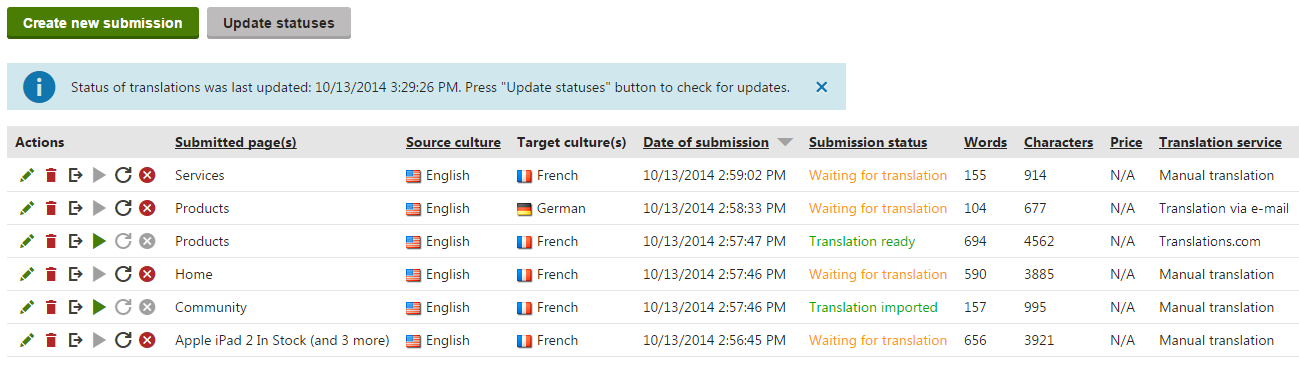 Create new submission Update statuses
Status of translations was last updated: 10/13/2014 3:29:26 PM. Press "Update statuses" button to check for updates.
Actions Submitted page(s) Source culture Target culture(s) Date of submission Submission status Words Characters Price Translation service
Services English French 10/13/2014 2:59:02 PM Waiting for translation 155 914 N/A Manual translation
Products English German 10/13/2014 2:58:33 PM Waiting for translation 104 677 N/A Translation via e-mail
Products English French 10/13/2014 2:57:47 PM Translation ready 694 4562 N/A Translations.com
Home English French 10/13/2014 2:57:46 PM Waiting for translation 590 3885 N/A Manual translation
Community English French 10/13/2014 2:57:46 PM Translation imported 157 995 N/A Manual translation
Apple iPad 2 In Stock (and 3 more) English French 10/13/2014 2:56:45 PM Waiting for translation 656 3921 N/A Manual translation